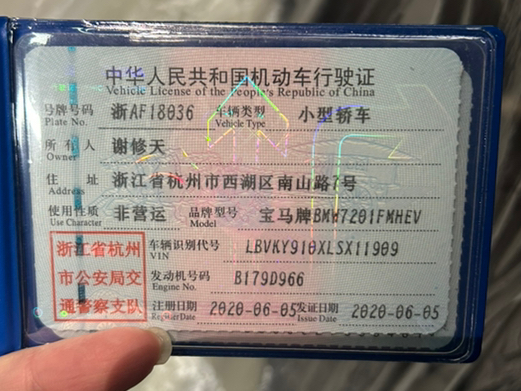 中华人民共和国机动车行驶证
Vehicle License of the People's Republic of China
号牌号码 浙AF18036 车辆类型 小型轿车
Plate No. Vehicle Type
所有人 谢修天
Owner
住址 浙江省杭州市西湖区南山路7号
Address
使用性质 非营运 品牌型号 宝马牌BMW7201FMHEV
Use Character Model
浙江省杭州
市公安局交
通警察支队
车辆识别代号 LBVKY910XLSX11909
VIN
发动机号码 B179D966
Engine No.
注册日期 2020-06-05 发证日期 2020-06-05
Register Date Issue Date